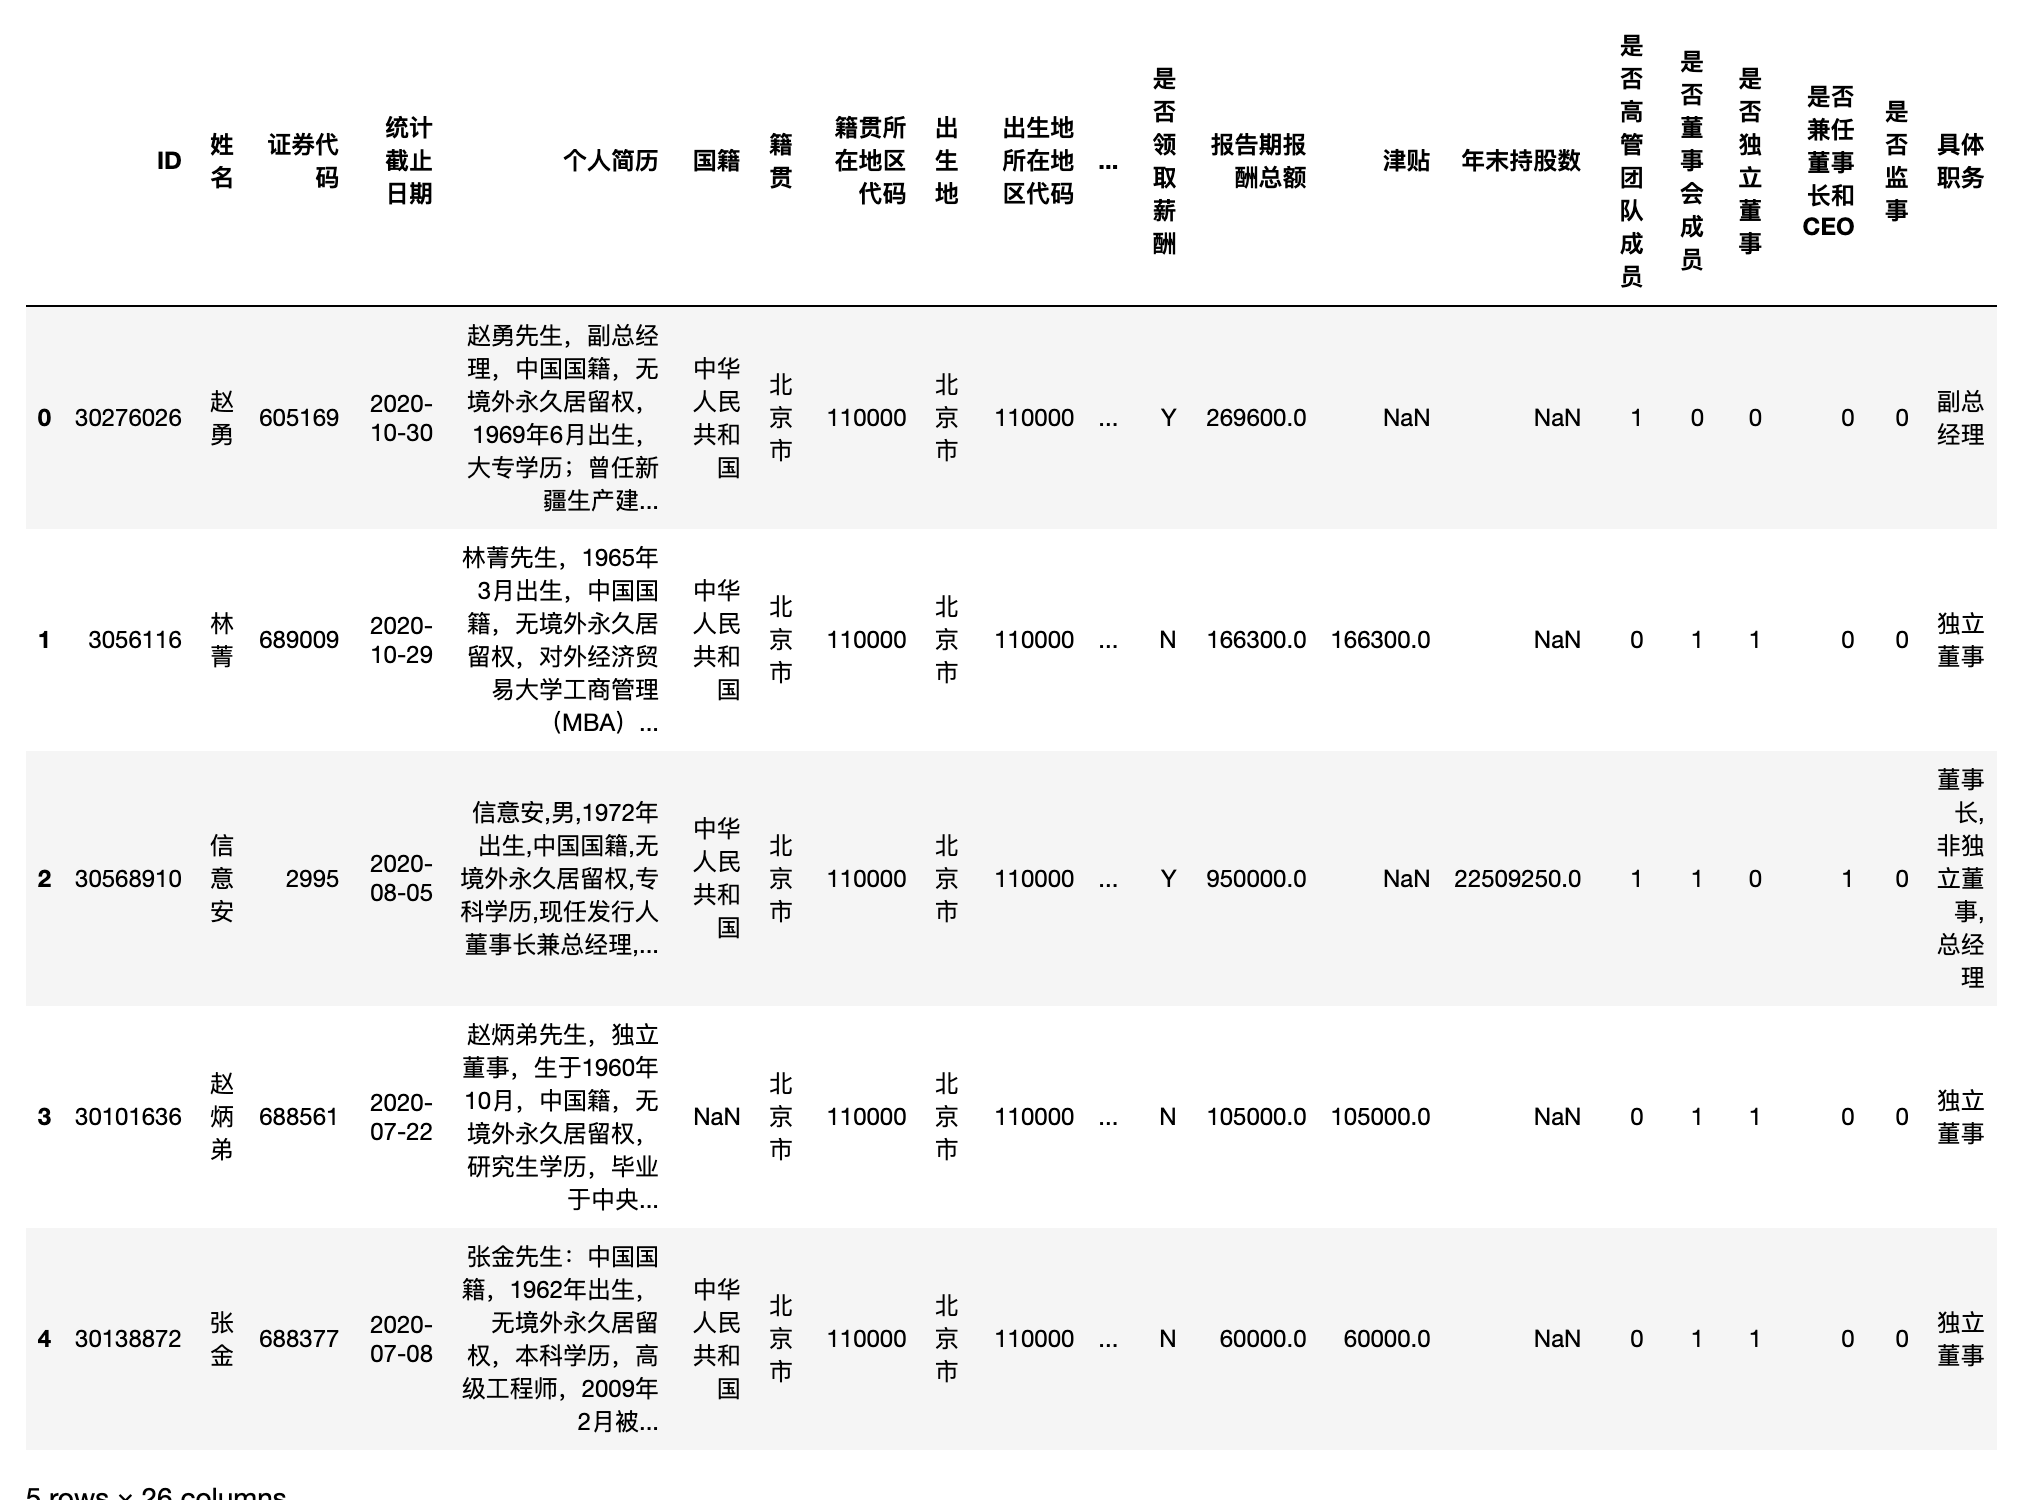 ID 姓名 证券代码 统计截止日期 个人简历 国籍 籍贯 籍贯所在地区代码 出生地 出生地所在地区代码 ... 是否领取薪酬 报告期报酬总额 津贴 年末持股数 是否高管团队成员 是否董事会成员 是否独立董事 是否兼任董事长和CEO 是否监事 具体职务
0 30276026 赵勇 605169 2020-10-30 赵勇先生，副总经理，中国国籍，无境外永久居留权，1969年6月出生，大专学历；曾任新疆生产建... 中华人民共和国 北京市 110000 北京市 110000 ... Y 269600.0 NaN NaN 1 0 0 0 0 副总经理
1 3056116 林菁 689009 2020-10-29 林菁先生，1965年3月出生，中国国籍，无境外永久居留权，对外经济贸易大学工商管理（MBA）... 中华人民共和国 北京市 110000 北京市 110000 ... N 166300.0 166300.0 NaN 0 1 1 0 0 独立董事
2 30568910 信意安 2995 2020-08-05 信意安,男,1972年出生,中国国籍,无境外永久居留权,专科学历,现任发行人董事长兼总经理,... 中华人民共和国 北京市 110000 北京市 110000 ... Y 950000.0 NaN 22509250.0 1 1 0 1 0 董事长,非独立董事,总经理
3 30101636 赵炳弟 688561 2020-07-22 赵炳弟先生，独立董事，生于1960年10月，中国籍，无境外永久居留权，研究生学历，毕业于中央... NaN 北京市 110000 北京市 110000 ... N 105000.0 105000.0 NaN 0 1 1 0 0 独立董事
4 30138872 张金 688377 2020-07-08 张金先生：中国国籍，1962年出生，无境外永久居留权，本科学历，高级工程师，2009年2月被... 中华人民共和国 北京市 110000 北京市 110000 ... N 60000.0 60000.0 NaN 0 1 1 0 0 独立董事
5 rows × 26 columns